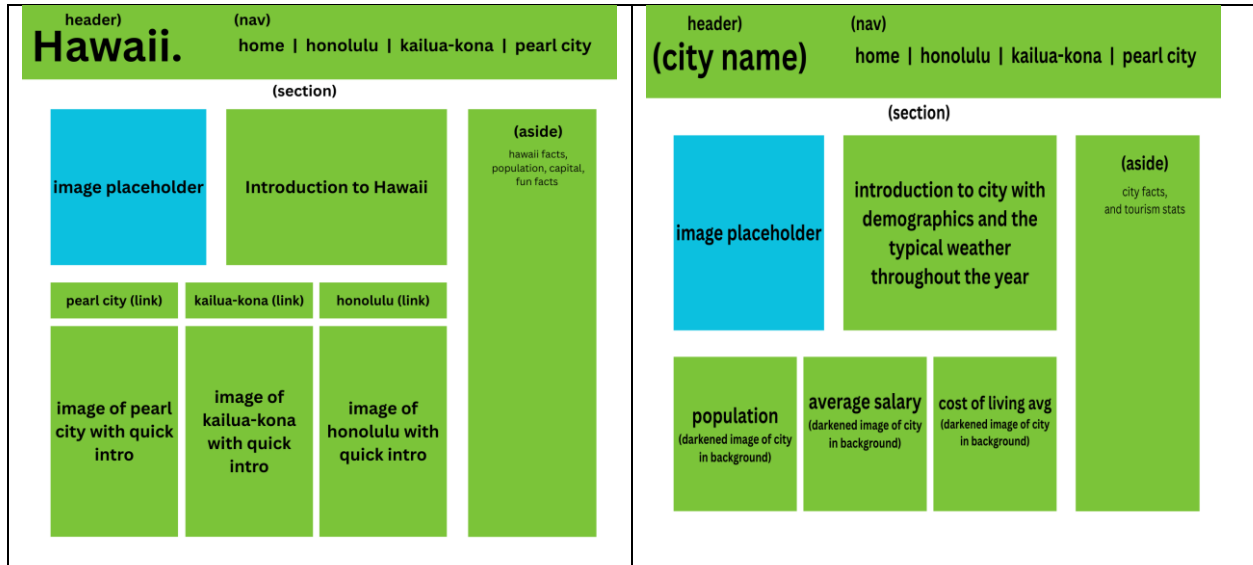 header)
(nav)
Hawaii.
home | honolulu | kailua-kona | pearl city
(section)
image placeholder
Introduction to Hawaii
(aside)
hawaii facts,
population, capital,
fun facts
pearl city (link)
kailua-kona (link)
honolulu (link)
image of pearl
city with quick
intro
image of
kailua-kona
with quick
intro
image of
honolulu with
quick intro
header)
(nav)
(city name)
home | honolulu | kailua-kona | pearl city
(section)
image placeholder
introduction to city with
demographics and the
typical weather
throughout the year
(aside)
city facts,
and tourism stats
population
(darkened image of city
in background)
average salary
(darkened image of city
in background)
cost of living avg
(darkened image of city
in background)